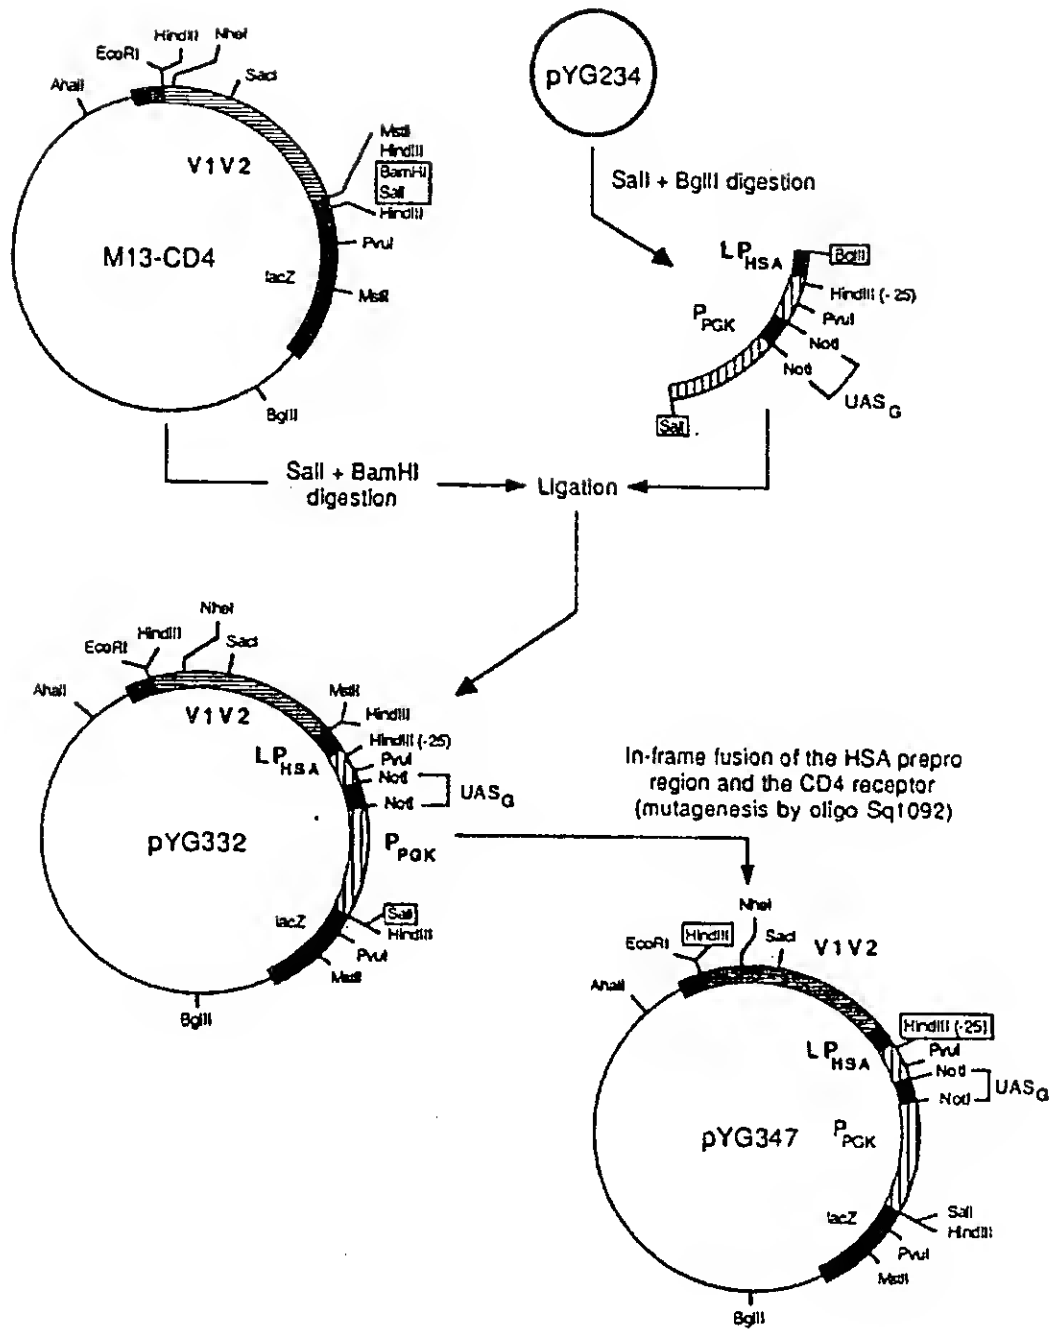 HindIII
NheI
EcoRI
SacI
AhaII
V1V2
MstII
HindIII
BamHI
SalI
HindIII
PvuI
M13-CD4
lacZ
MstII
BglII
pYG234
SalI + BglII digestion
LP HSA
BglII
HindIII (-25)
PvuI
P PGK
NotI
NotI
UAS G
SalI
SalI + BamHI
digestion
Ligation
NheI
HindIII
EcoRI
SacI
AhaII
V1V2
MstII
HindIII
HindIII (-25)
LP HSA
PvuI
NotI
NotI
UAS G
pYG332
P PGK
lacZ
SalI
HindIII
PvuI
MstII
BglII
In-frame fusion of the HSA prepro
region and the CD4 receptor
(mutagenesis by oligo Sq1092)
NheI
HindIII
EcoRI
SacI
V1V2
AhaII
HindIII (-25)
LP HSA
PvuI
NotI
NotI
UAS G
pYG347
P PGK
lacZ
SalI
HindIII
PvuI
MstII
BglII